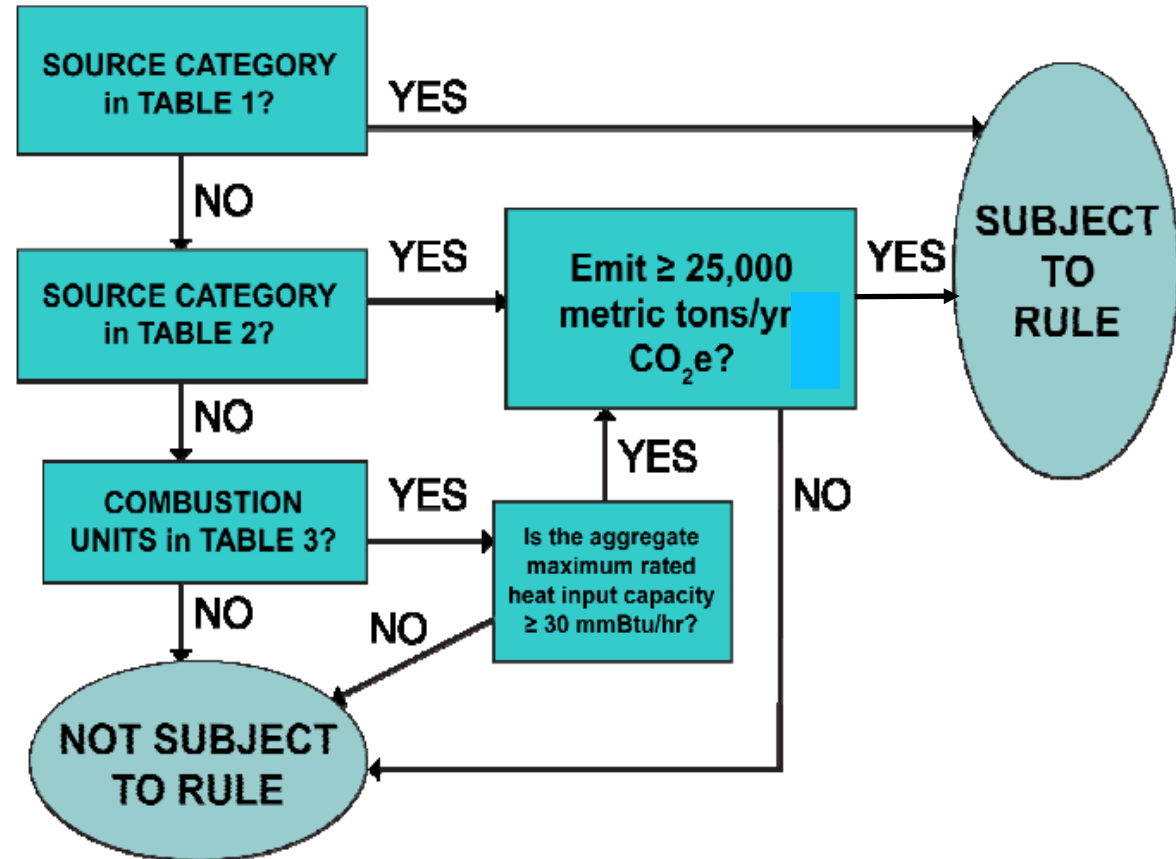 SOURCE CATEGORY
in TABLE 1?
YES
NO
SOURCE CATEGORY
in TABLE 2?
YES
Emit ≥ 25,000
metric tons/yr
CO₂e?
YES
SUBJECT
TO
RULE
NO
COMBUSTION
UNITS in TABLE 3?
YES
Is the aggregate
maximum rated
heat input capacity
≥ 30 mmBtu/hr?
YES
NO
NO
NO
NOT SUBJECT
TO RULE